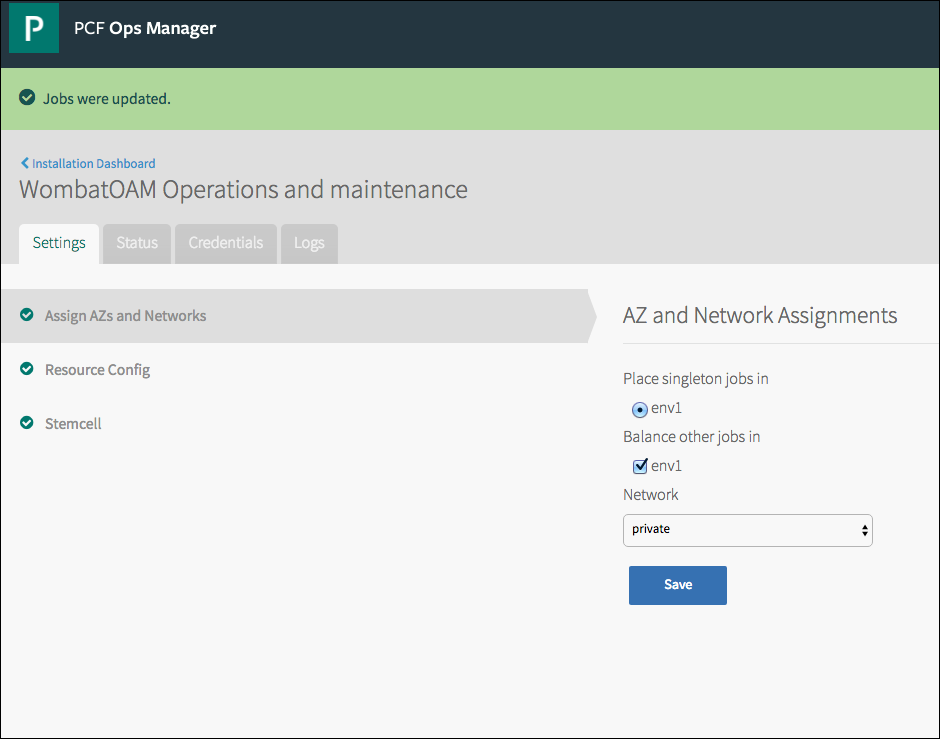 P PCF Ops Manager
Jobs were updated.
Installation Dashboard
WombatOAM Operations and maintenance
Settings Status Credentials Logs
Assign AZs and Networks
Resource Config
Stemcell
AZ and Network Assignments
Place singleton jobs in
env1
Balance other jobs in
env1
Network
private
Save